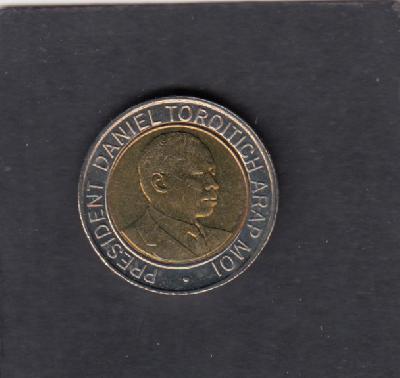 PRESIDENT DANIEL TOROITICH ARAP MOI